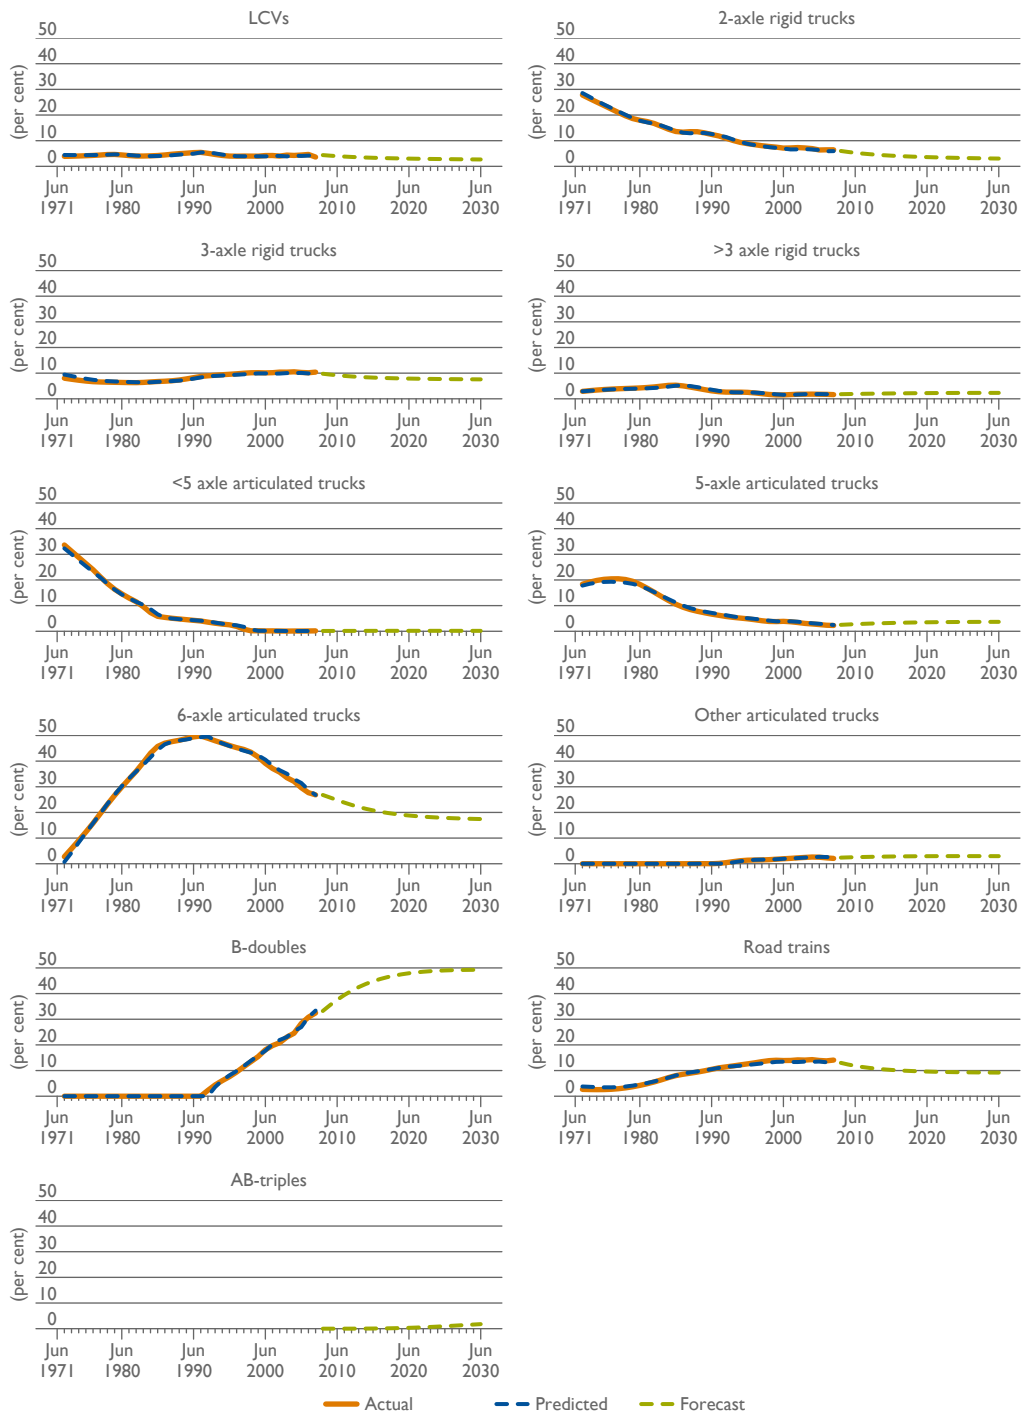 LCVs
50
40
30
20
10
0
(per cent)
Jun Jun Jun Jun Jun Jun Jun
1971 1980 1990 2000 2010 2020 2030
2-axle rigid trucks
50
40
30
20
10
0
(per cent)
Jun Jun Jun Jun Jun Jun Jun
1971 1980 1990 2000 2010 2020 2030
3-axle rigid trucks
50
40
30
20
10
0
(per cent)
Jun Jun Jun Jun Jun Jun Jun
1971 1980 1990 2000 2010 2020 2030
>3 axle rigid trucks
50
40
30
20
10
0
(per cent)
Jun Jun Jun Jun Jun Jun Jun
1971 1980 1990 2000 2010 2020 2030
<5 axle articulated trucks
50
40
30
20
10
0
(per cent)
Jun Jun Jun Jun Jun Jun Jun
1971 1980 1990 2000 2010 2020 2030
5-axle articulated trucks
50
40
30
20
10
0
(per cent)
Jun Jun Jun Jun Jun Jun Jun
1971 1980 1990 2000 2010 2020 2030
6-axle articulated trucks
50
40
30
20
10
0
(per cent)
Jun Jun Jun Jun Jun Jun Jun
1971 1980 1990 2000 2010 2020 2030
Other articulated trucks
50
40
30
20
10
0
(per cent)
Jun Jun Jun Jun Jun Jun Jun
1971 1980 1990 2000 2010 2020 2030
B-doubles
50
40
30
20
10
0
(per cent)
Jun Jun Jun Jun Jun Jun Jun
1971 1980 1990 2000 2010 2020 2030
Road trains
50
40
30
20
10
0
(per cent)
Jun Jun Jun Jun Jun Jun Jun
1971 1980 1990 2000 2010 2020 2030
AB-triples
50
40
30
20
10
0
(per cent)
Jun Jun Jun Jun Jun Jun Jun
1971 1980 1990 2000 2010 2020 2030
Actual Predicted Forecast